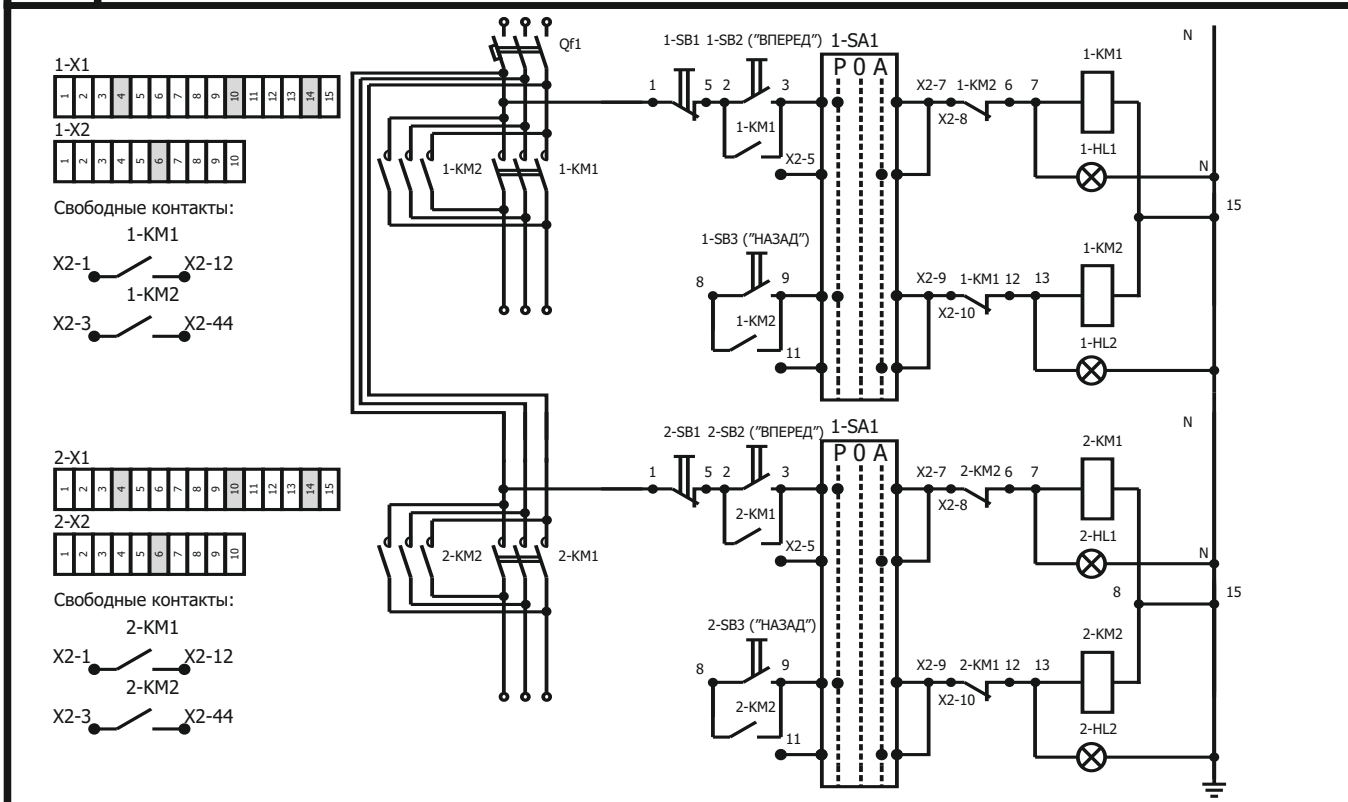 Qf1
N
1-X1
1 2 3 4 5 6 7 8 9 10 11 12 13 14 15
1-X2
1 2 3 4 5 6 7 8 9 10
Свободные контакты:
1-KM1
X2-1 X2-12
1-KM2
X2-3 X2-44
1-KM2 1-KM1
1-SB1 1-SB2 ("ВПЕРЕД") 1-SA1
P 0 A
1 5 2 3
1-KM1
X2-5
X2-7 1-KM2 6 7
X2-8
1-KM1
1-HL1
N
15
1-SB3 ("НАЗАД")
8 9
1-KM2
11
X2-9 1-KM1 12 13
X2-10
1-KM2
1-HL2
N
2-X1
1 2 3 4 5 6 7 8 9 10 11 12 13 14 15
2-X2
1 2 3 4 5 6 7 8 9 10
Свободные контакты:
2-KM1
X2-1 X2-12
2-KM2
X2-3 X2-44
2-KM2 2-KM1
2-SB1 2-SB2 ("ВПЕРЕД") 1-SA1
P 0 A
1 5 2 3
2-KM1
X2-5
X2-7 2-KM2 6 7
X2-8
2-KM1
2-HL1
N
8 15
2-SB3 ("НАЗАД")
8 9
2-KM2
11
X2-9 2-KM1 12 13
X2-10
2-KM2
2-HL2